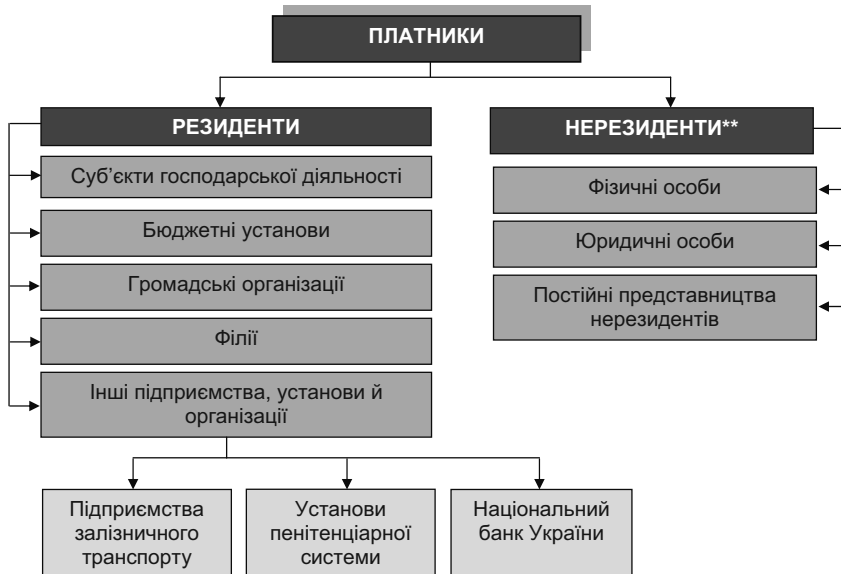 ПЛАТНИКИ
РЕЗИДЕНТИ
Суб’єкти господарської діяльності
Бюджетні установи
Громадські організації
Філії
Інші підприємства, установи й
організації
Підприємства
залізничного
транспорту
Установи
пенітенціарної
системи
Національний
банк України
НЕРЕЗИДЕНТИ**
Фізичні особи
Юридичні особи
Постійні представництва
нерезидентів